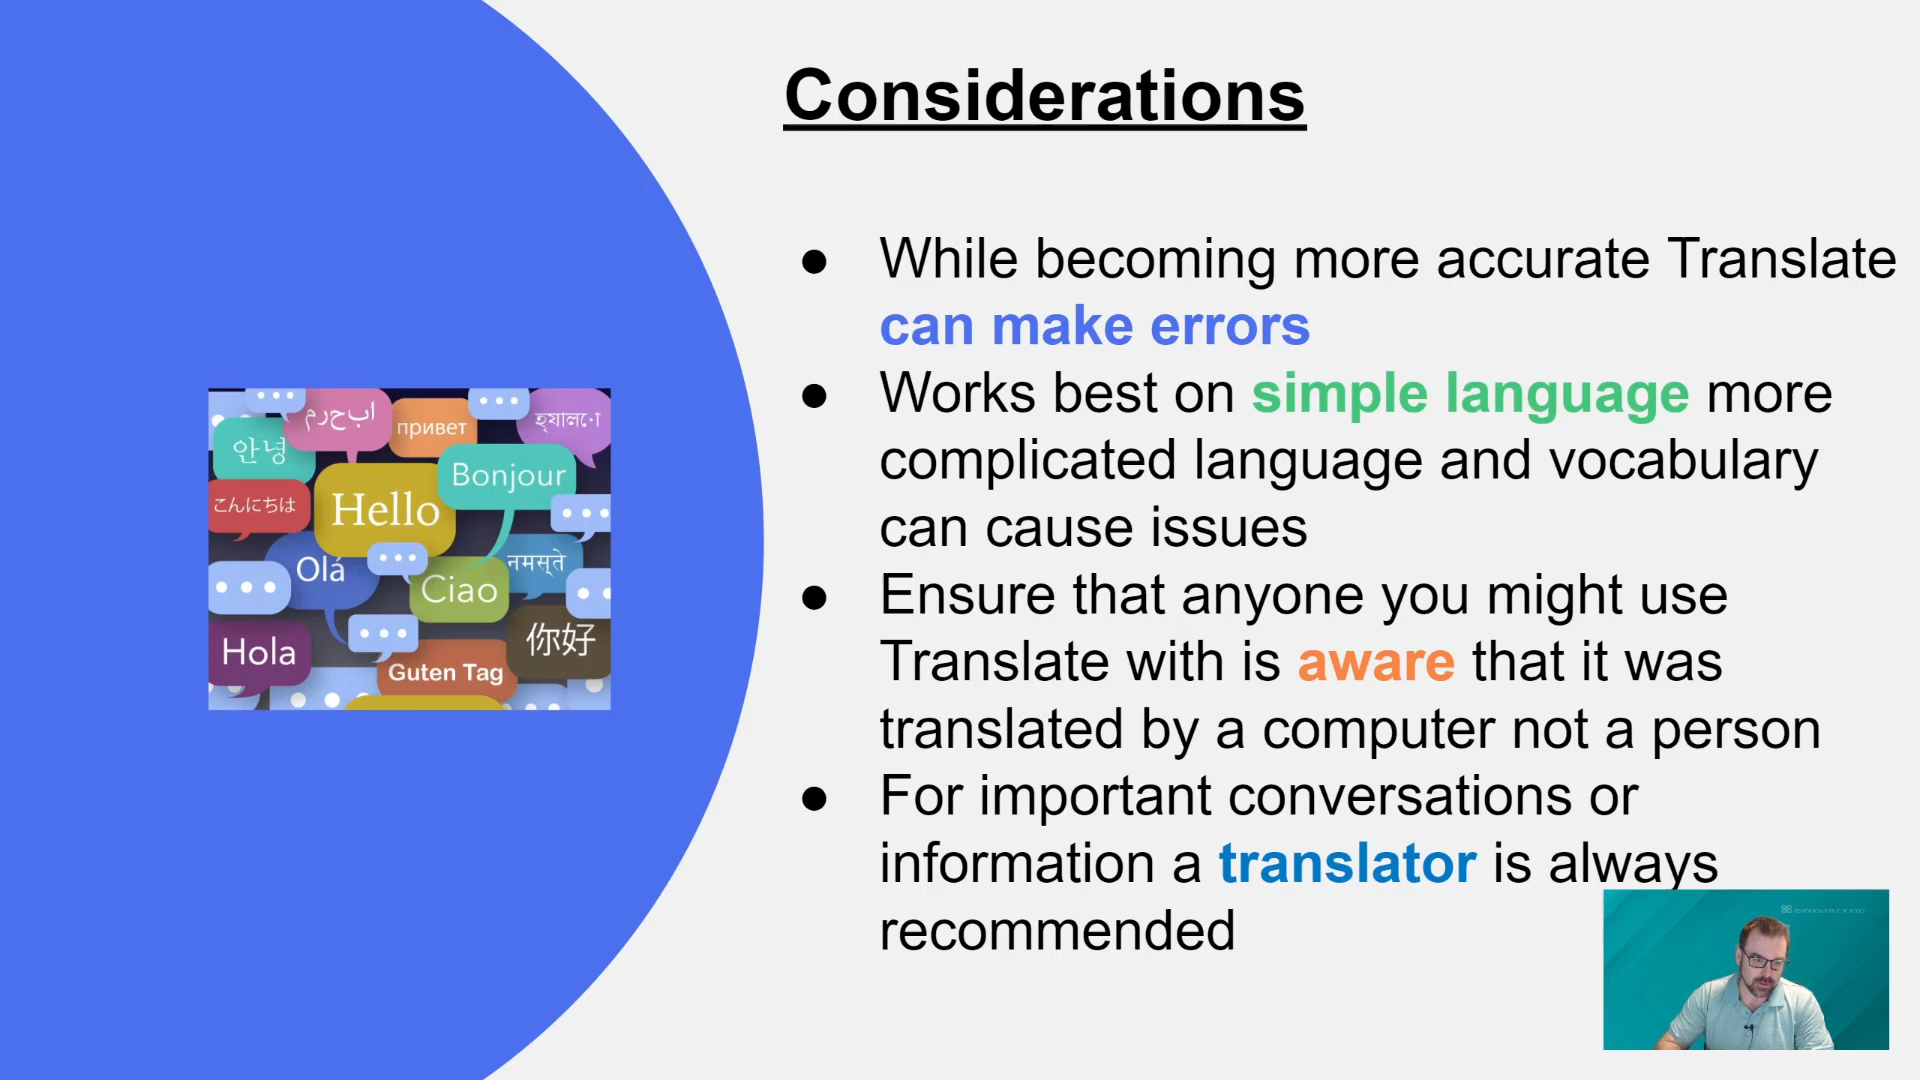 Considerations
● While becoming more accurate Translate
can make errors
● Works best on simple language more
complicated language and vocabulary
can cause issues
● Ensure that anyone you might use
Translate with is aware that it was
translated by a computer not a person
● For important conversations or
information a translator is always
recommended
привет
안녕
Bonjour
こんにちは
Hello
Olá
नमस्ते
Ciao
你好
Hola
Guten Tag
EDMONTON PUBLIC SCHOOLS